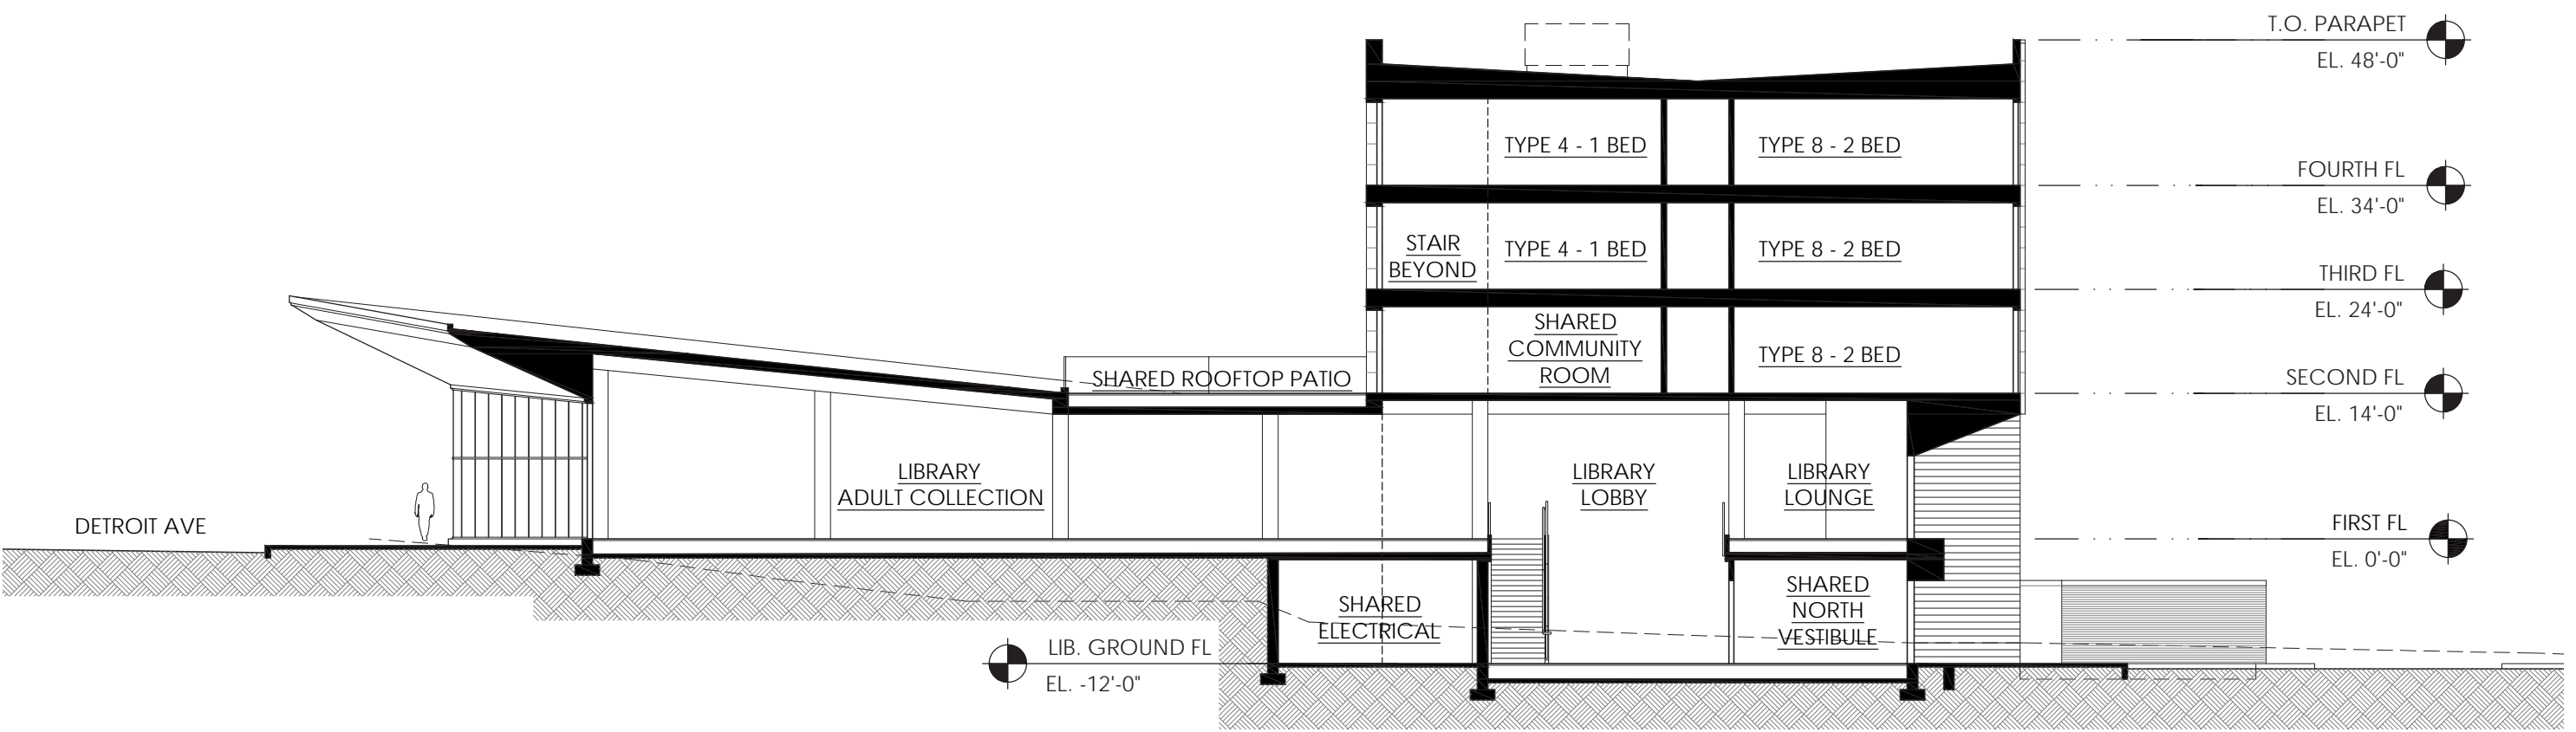 T.O. PARAPET
EL. 48'-0"
TYPE 4 - 1 BED
TYPE 8 - 2 BED
FOURTH FL
EL. 34'-0"
STAIR
BEYOND
TYPE 4 - 1 BED
TYPE 8 - 2 BED
THIRD FL
EL. 24'-0"
SHARED
COMMUNITY
ROOM
TYPE 8 - 2 BED
SHARED ROOFTOP PATIO
SECOND FL
EL. 14'-0"
LIBRARY
ADULT COLLECTION
LIBRARY
LOBBY
LIBRARY
LOUNGE
DETROIT AVE
FIRST FL
EL. 0'-0"
SHARED
ELECTRICAL
SHARED
NORTH
VESTIBULE
LIB. GROUND FL
EL. -12'-0"